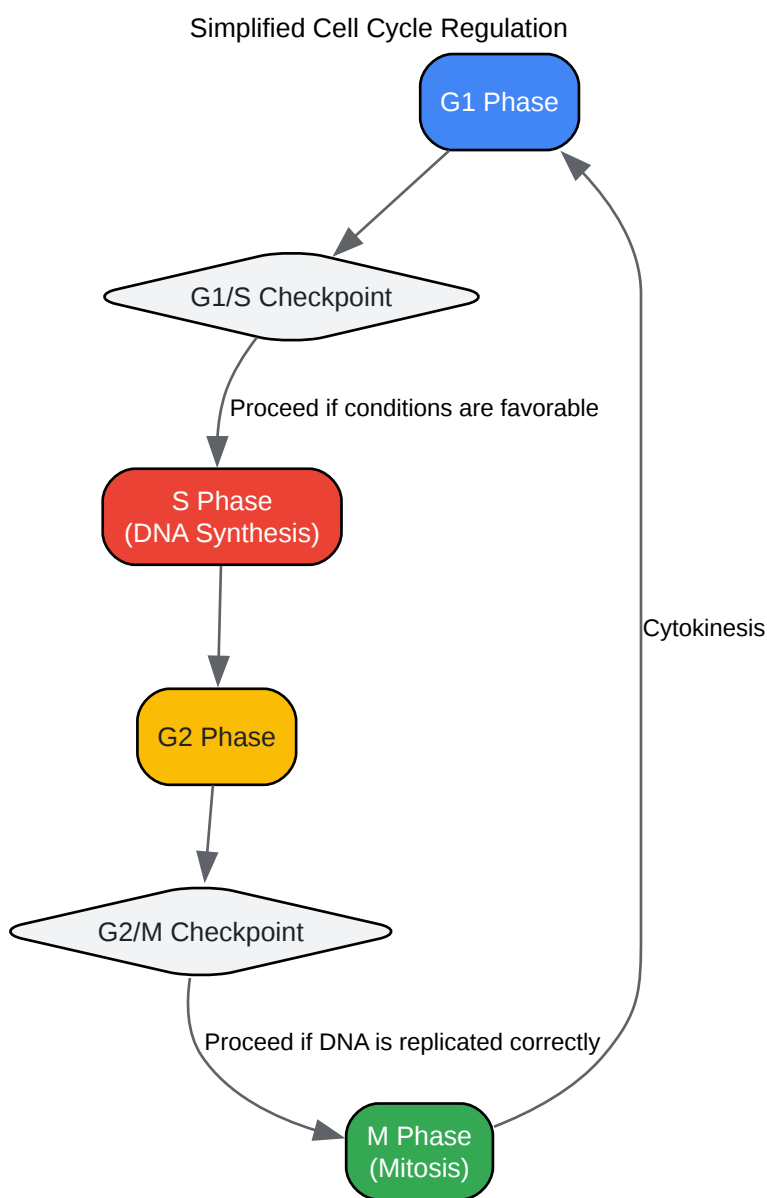 Simplified Cell Cycle Regulation
G1 Phase
G1/S Checkpoint
Proceed if conditions are favorable
S Phase
(DNA Synthesis)
Cytokinesis
G2 Phase
G2/M Checkpoint
Proceed if DNA is replicated correctly
M Phase
(Mitosis)